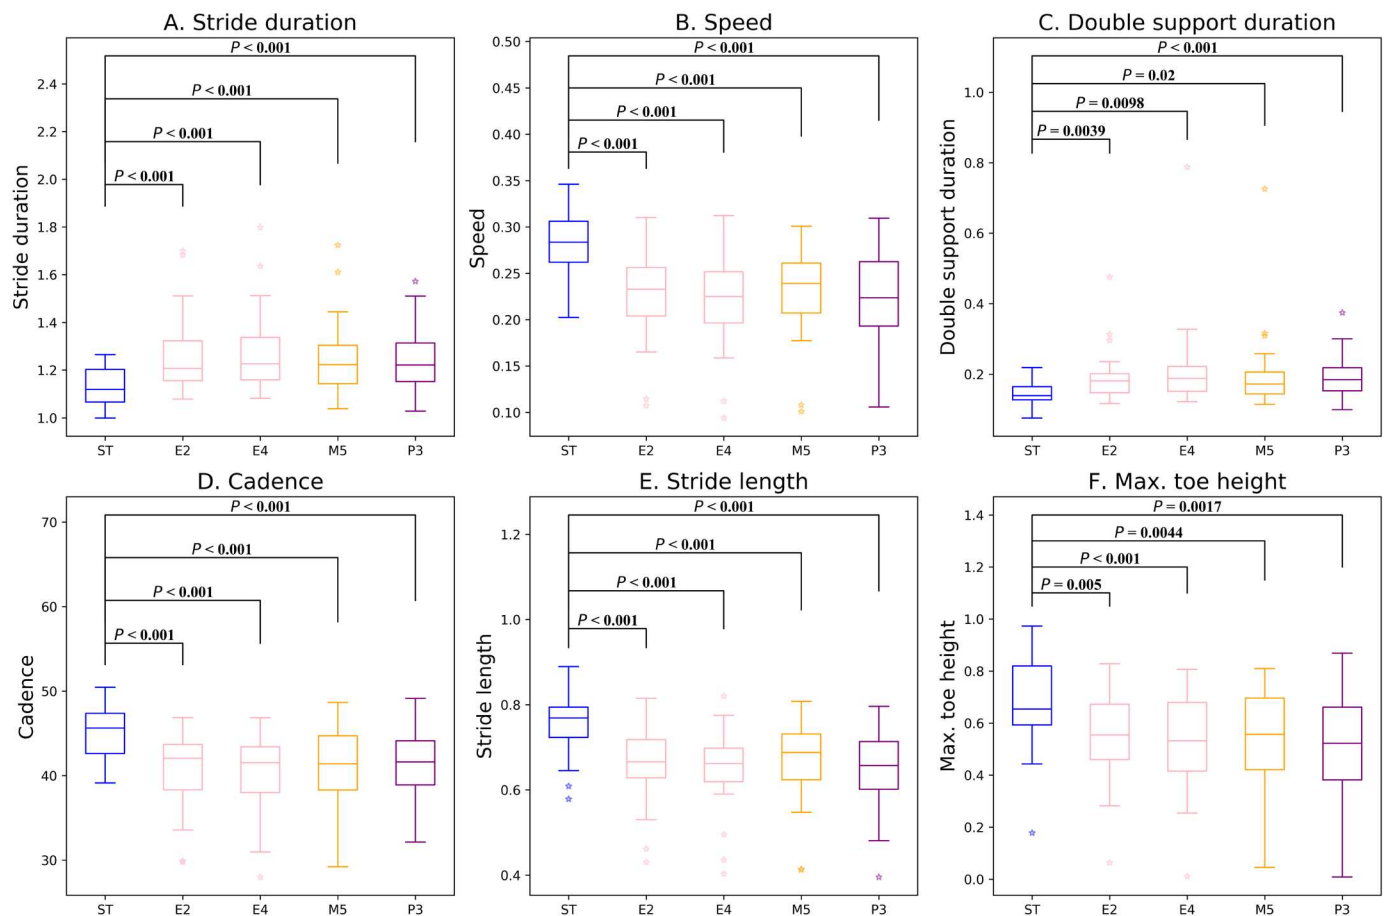 A. Stride duration
P < 0.001
P < 0.001
P < 0.001
P < 0.001
Stride duration
2.4
2.2
2.0
1.8
1.6
1.4
1.2
1.0
ST E2 E4 M5 P3
B. Speed
P < 0.001
P < 0.001
P < 0.001
P < 0.001
Speed
0.50
0.45
0.40
0.35
0.30
0.25
0.20
0.15
0.10
ST E2 E4 M5 P3
C. Double support duration
P < 0.001
P = 0.02
P = 0.0098
P = 0.0039
Double support duration
1.0
0.8
0.6
0.4
0.2
ST E2 E4 M5 P3
D. Cadence
P < 0.001
P < 0.001
P < 0.001
P < 0.001
Cadence
70
60
50
40
30
ST E2 E4 M5 P3
E. Stride length
P < 0.001
P < 0.001
P < 0.001
P < 0.001
Stride length
1.2
1.0
0.8
0.6
0.4
ST E2 E4 M5 P3
F. Max. toe height
P = 0.0017
P = 0.0044
P < 0.001
P = 0.005
Max. toe height
1.4
1.2
1.0
0.8
0.6
0.4
0.2
0.0
ST E2 E4 M5 P3